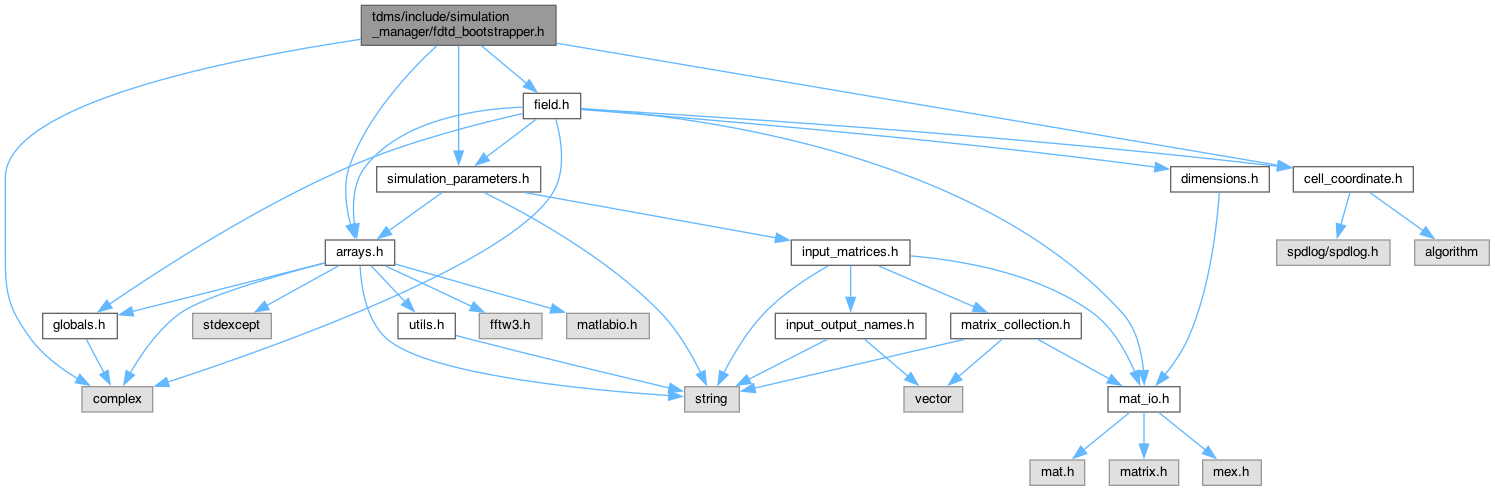 tdms/include/simulation
_manager/fdtd_bootstrapper.h
field.h
simulation_parameters.h
dimensions.h
cell_coordinate.h
arrays.h
input_matrices.h
spdlog/spdlog.h
algorithm
globals.h
stdexcept
utils.h
fftw3.h
matlabio.h
input_output_names.h
matrix_collection.h
complex
string
vector
mat_io.h
mat.h
matrix.h
mex.h